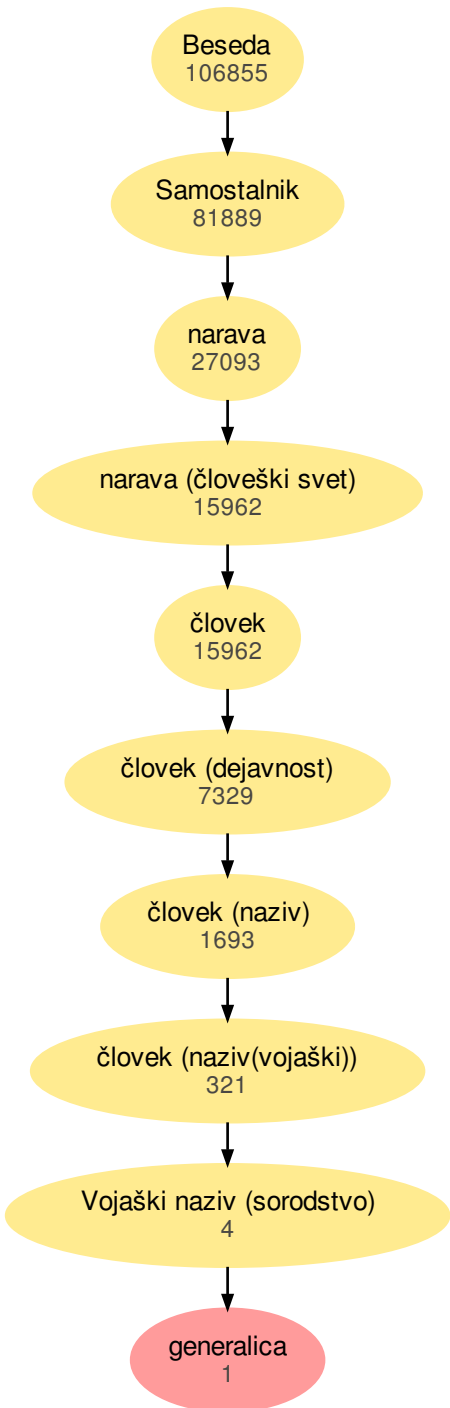 Beseda
106855
Samostalnik
81889
narava
27093
narava (človeški svet)
15962
človek
15962
človek (dejavnost)
7329
človek (naziv)
1693
človek (naziv(vojaški))
321
Vojaški naziv (sorodstvo)
4
generalica
1